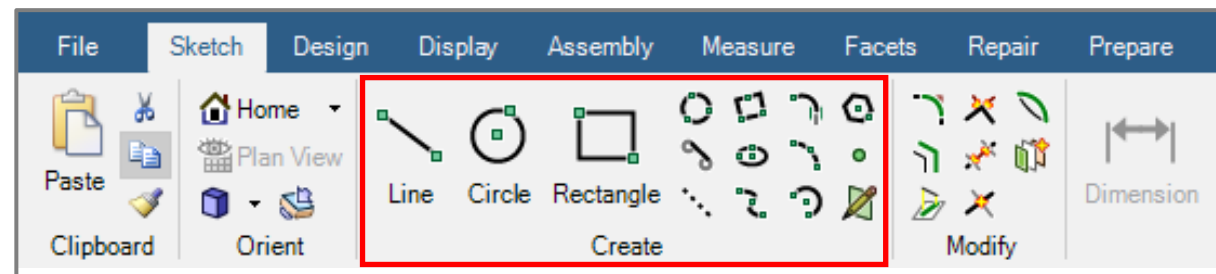 File Sketch Design Display Assembly Measure Facets Repair Prepare
Home
Plan View
Paste
Line Circle Rectangle
Dimension
Clipboard Orient Create Modify